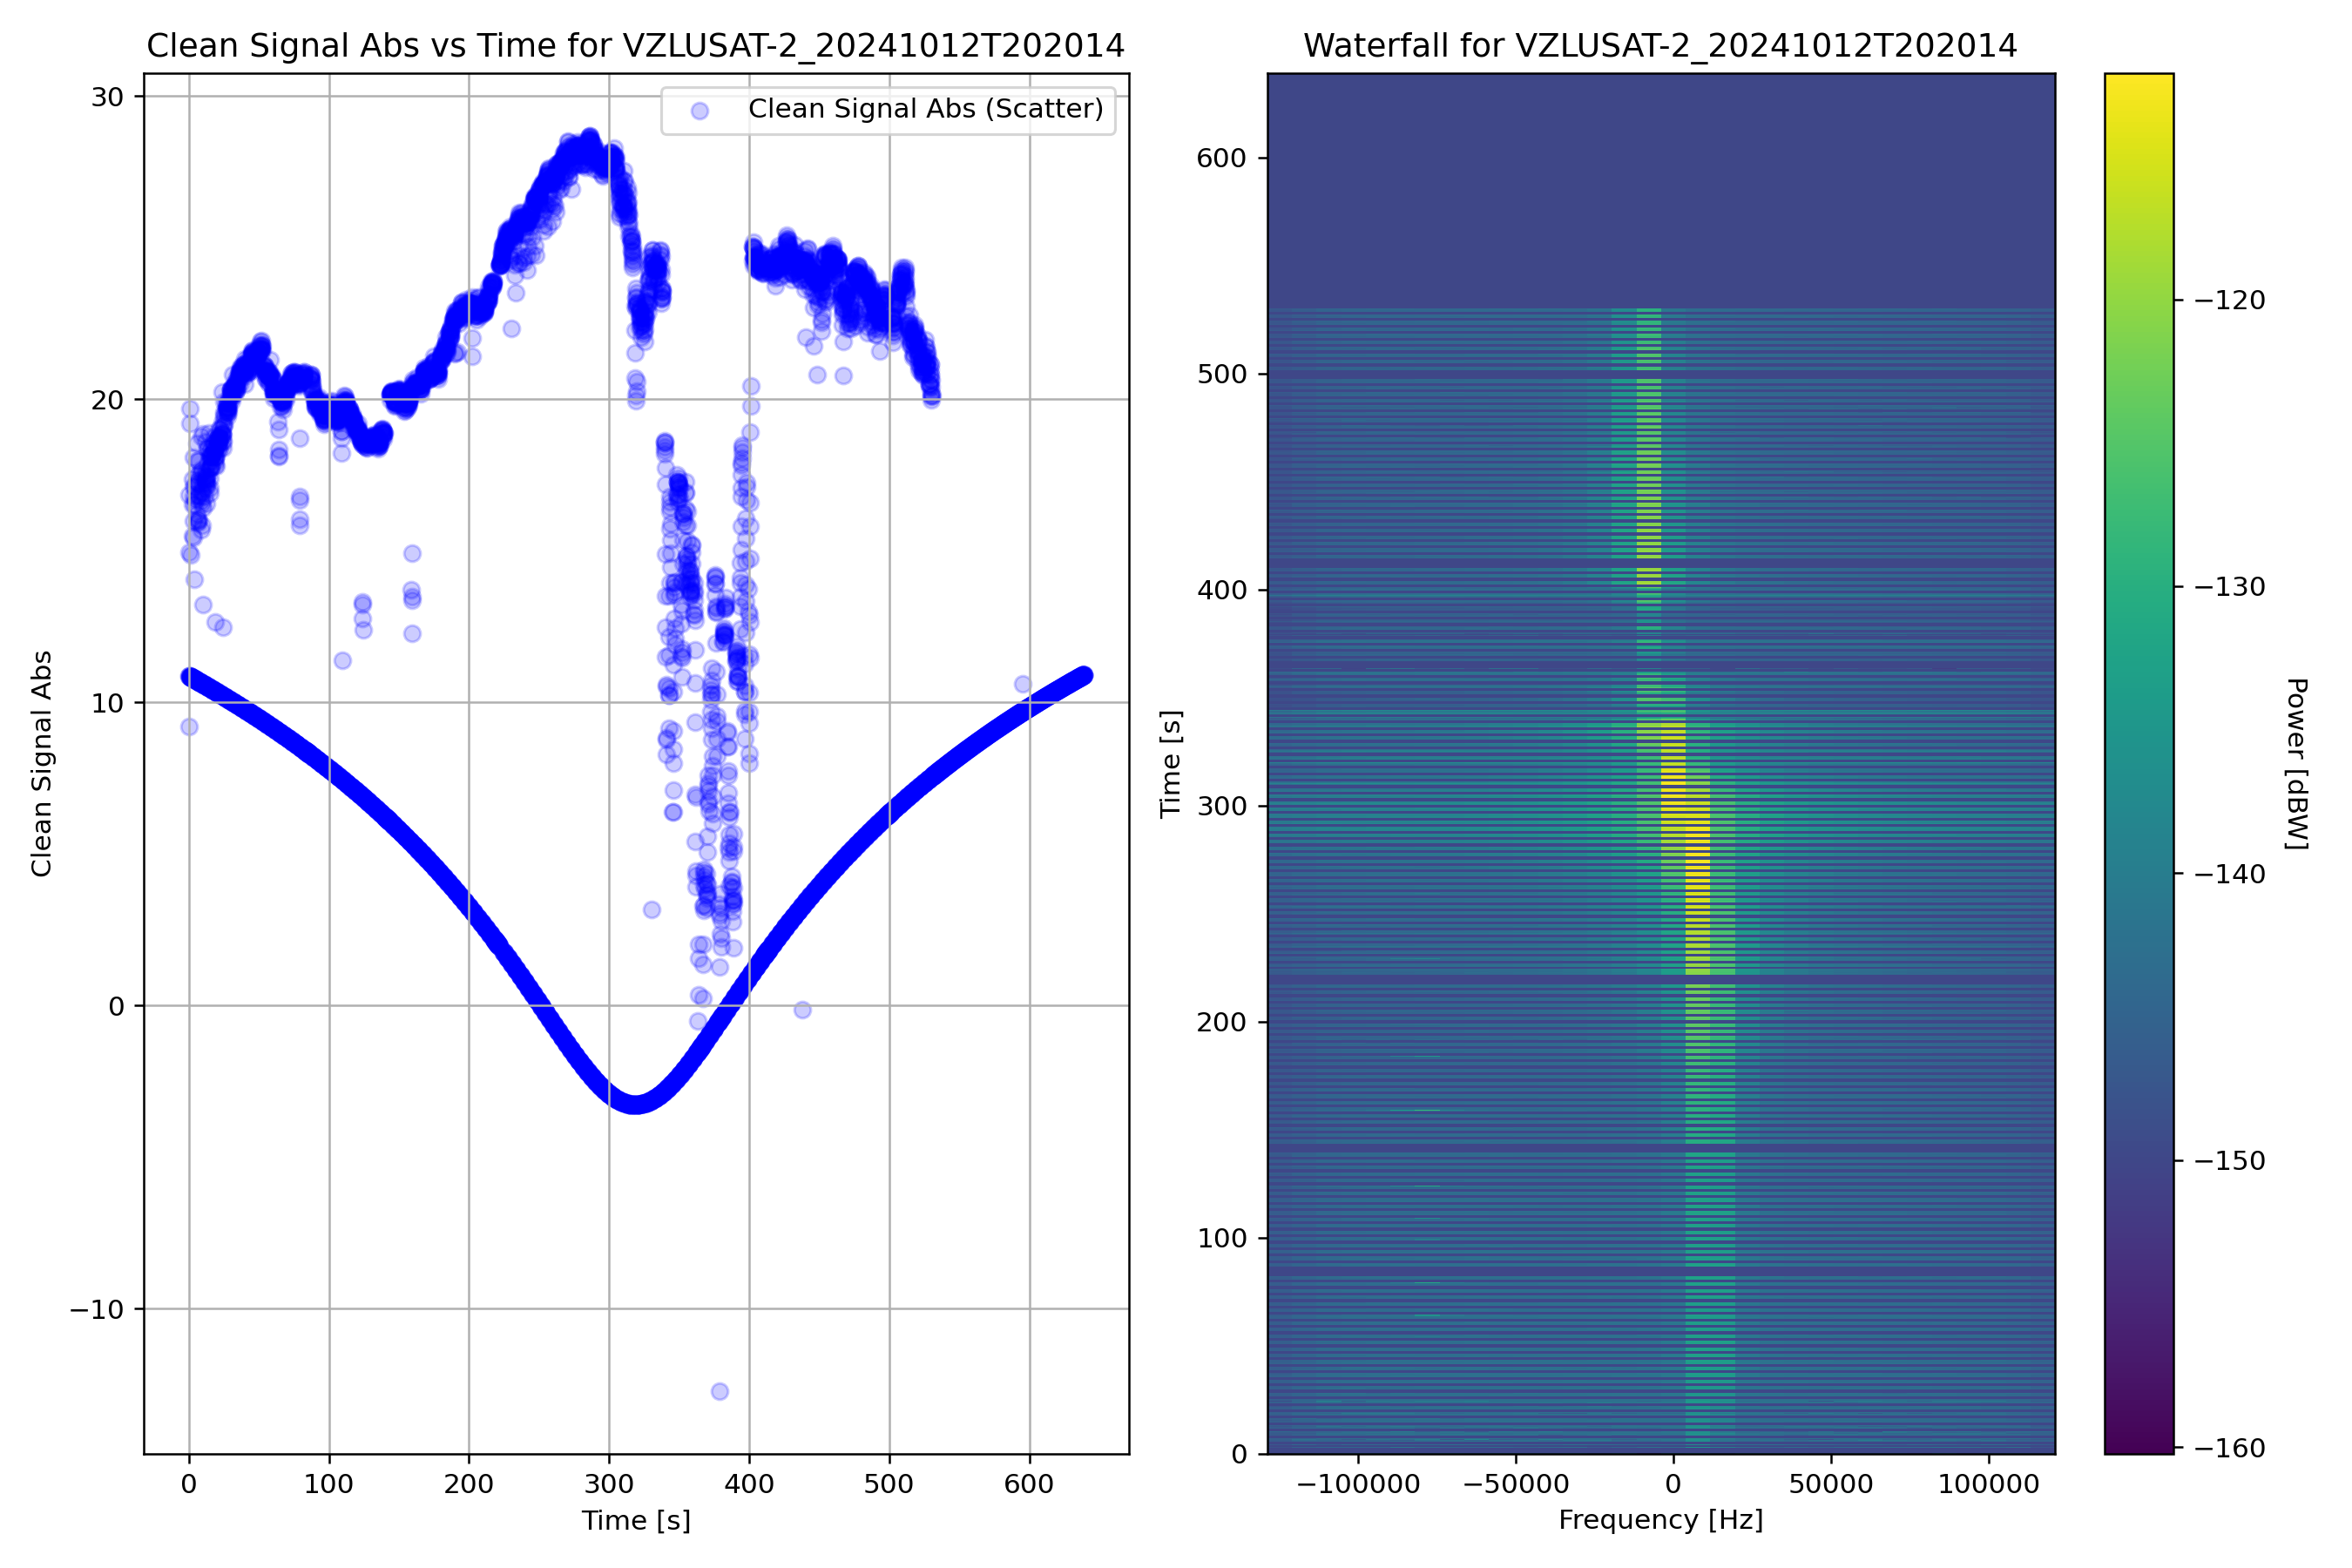 Clean Signal Abs vs Time for VZLUSAT-2_20241012T202014
Clean Signal Abs (Scatter)
30
20
10
0
−10
Clean Signal Abs
0 100 200 300 400 500 600
Time [s]
Waterfall for VZLUSAT-2_20241012T202014
600
500
400
300
200
100
0
Time [s]
−100000 −50000 0 50000 100000
Frequency [Hz]
−120
−130
−140
−150
−160
Power [dBW]